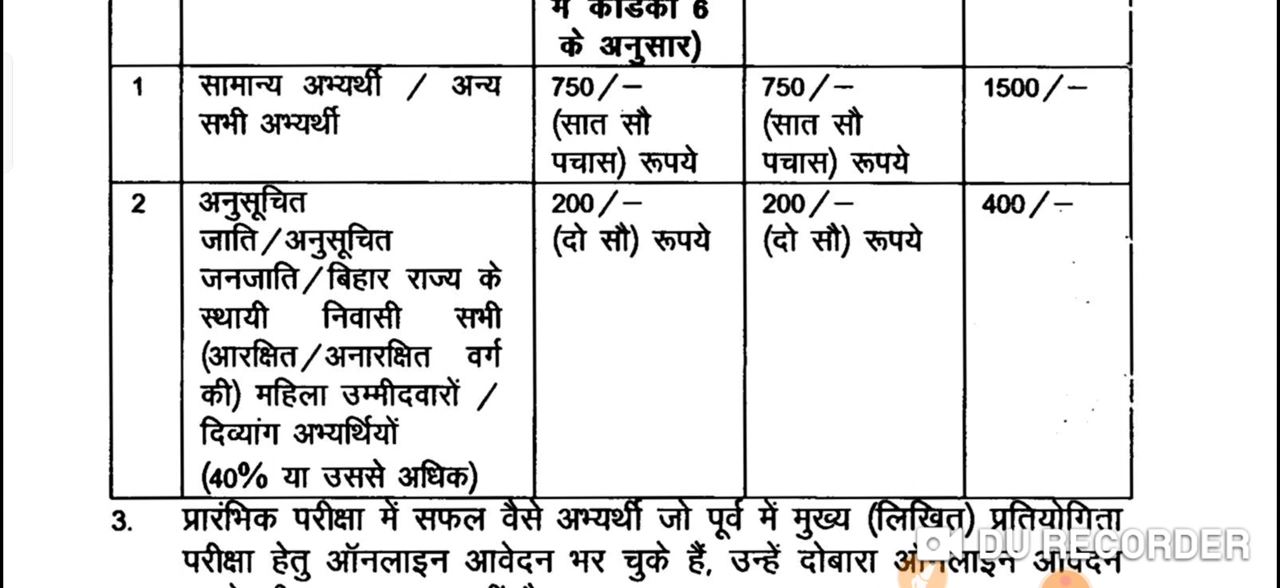 में कंडिका 6
के अनुसार)
1 सामान्य अभ्यर्थी / अन्य 750/– 750/– 1500/–
सभी अभ्यर्थी (सात सौ (सात सौ
पचास) रूपये पचास) रूपये
2 अनुसूचित 200/– 200/– 400/–
जाति/अनुसूचित (दो सौ) रूपये (दो सौ) रूपये
जनजाति/बिहार राज्य के
स्थायी निवासी सभी
(आरक्षित/अनारक्षित वर्ग
की) महिला उम्मीदवारों /
दिव्यांग अभ्यर्थियों
(40% या उससे अधिक)
3. प्रारंभिक परीक्षा में सफल वैसे अभ्यर्थी जो पूर्व में मुख्य (लिखित) प्रतियोगिता
परीक्षा हेतु ऑनलाइन आवेदन भर चुके हैं, उन्हें दोबारा ऑनलाइन आवेदन
DU RECORDER